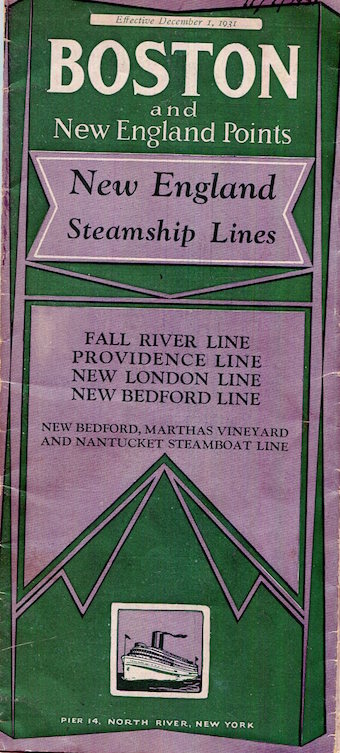 Effective December 1, 1931
BOSTON
and
New England Points
New England
Steamship Lines
FALL RIVER LINE
PROVIDENCE LINE
NEW LONDON LINE
NEW BEDFORD LINE
NEW BEDFORD, MARTHAS VINEYARD
AND NANTUCKET STEAMBOAT LINE
PIER 14, NORTH RIVER, NEW YORK